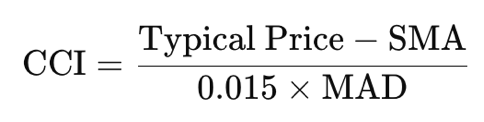 CCI = Typical Price − SMA
0.015 × MAD